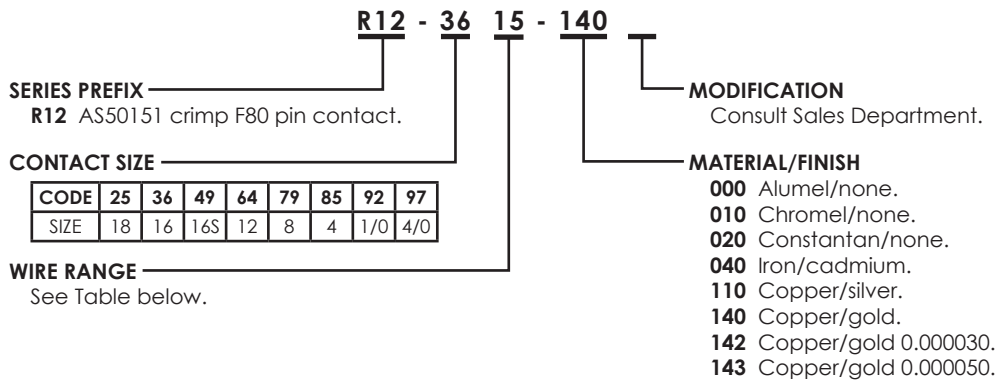 R12 - 36 15 - 140
SERIES PREFIX
R12 AS50151 crimp F80 pin contact.
CONTACT SIZE
CODE 25 36 49 64 79 85 92 97
SIZE 18 16 16S 12 8 4 1/0 4/0
WIRE RANGE
See Table below.
MODIFICATION
Consult Sales Department.
MATERIAL/FINISH
000 Alumel/none.
010 Chromel/none.
020 Constantan/none.
040 Iron/cadmium.
110 Copper/silver.
140 Copper/gold.
142 Copper/gold 0.000030.
143 Copper/gold 0.000050.